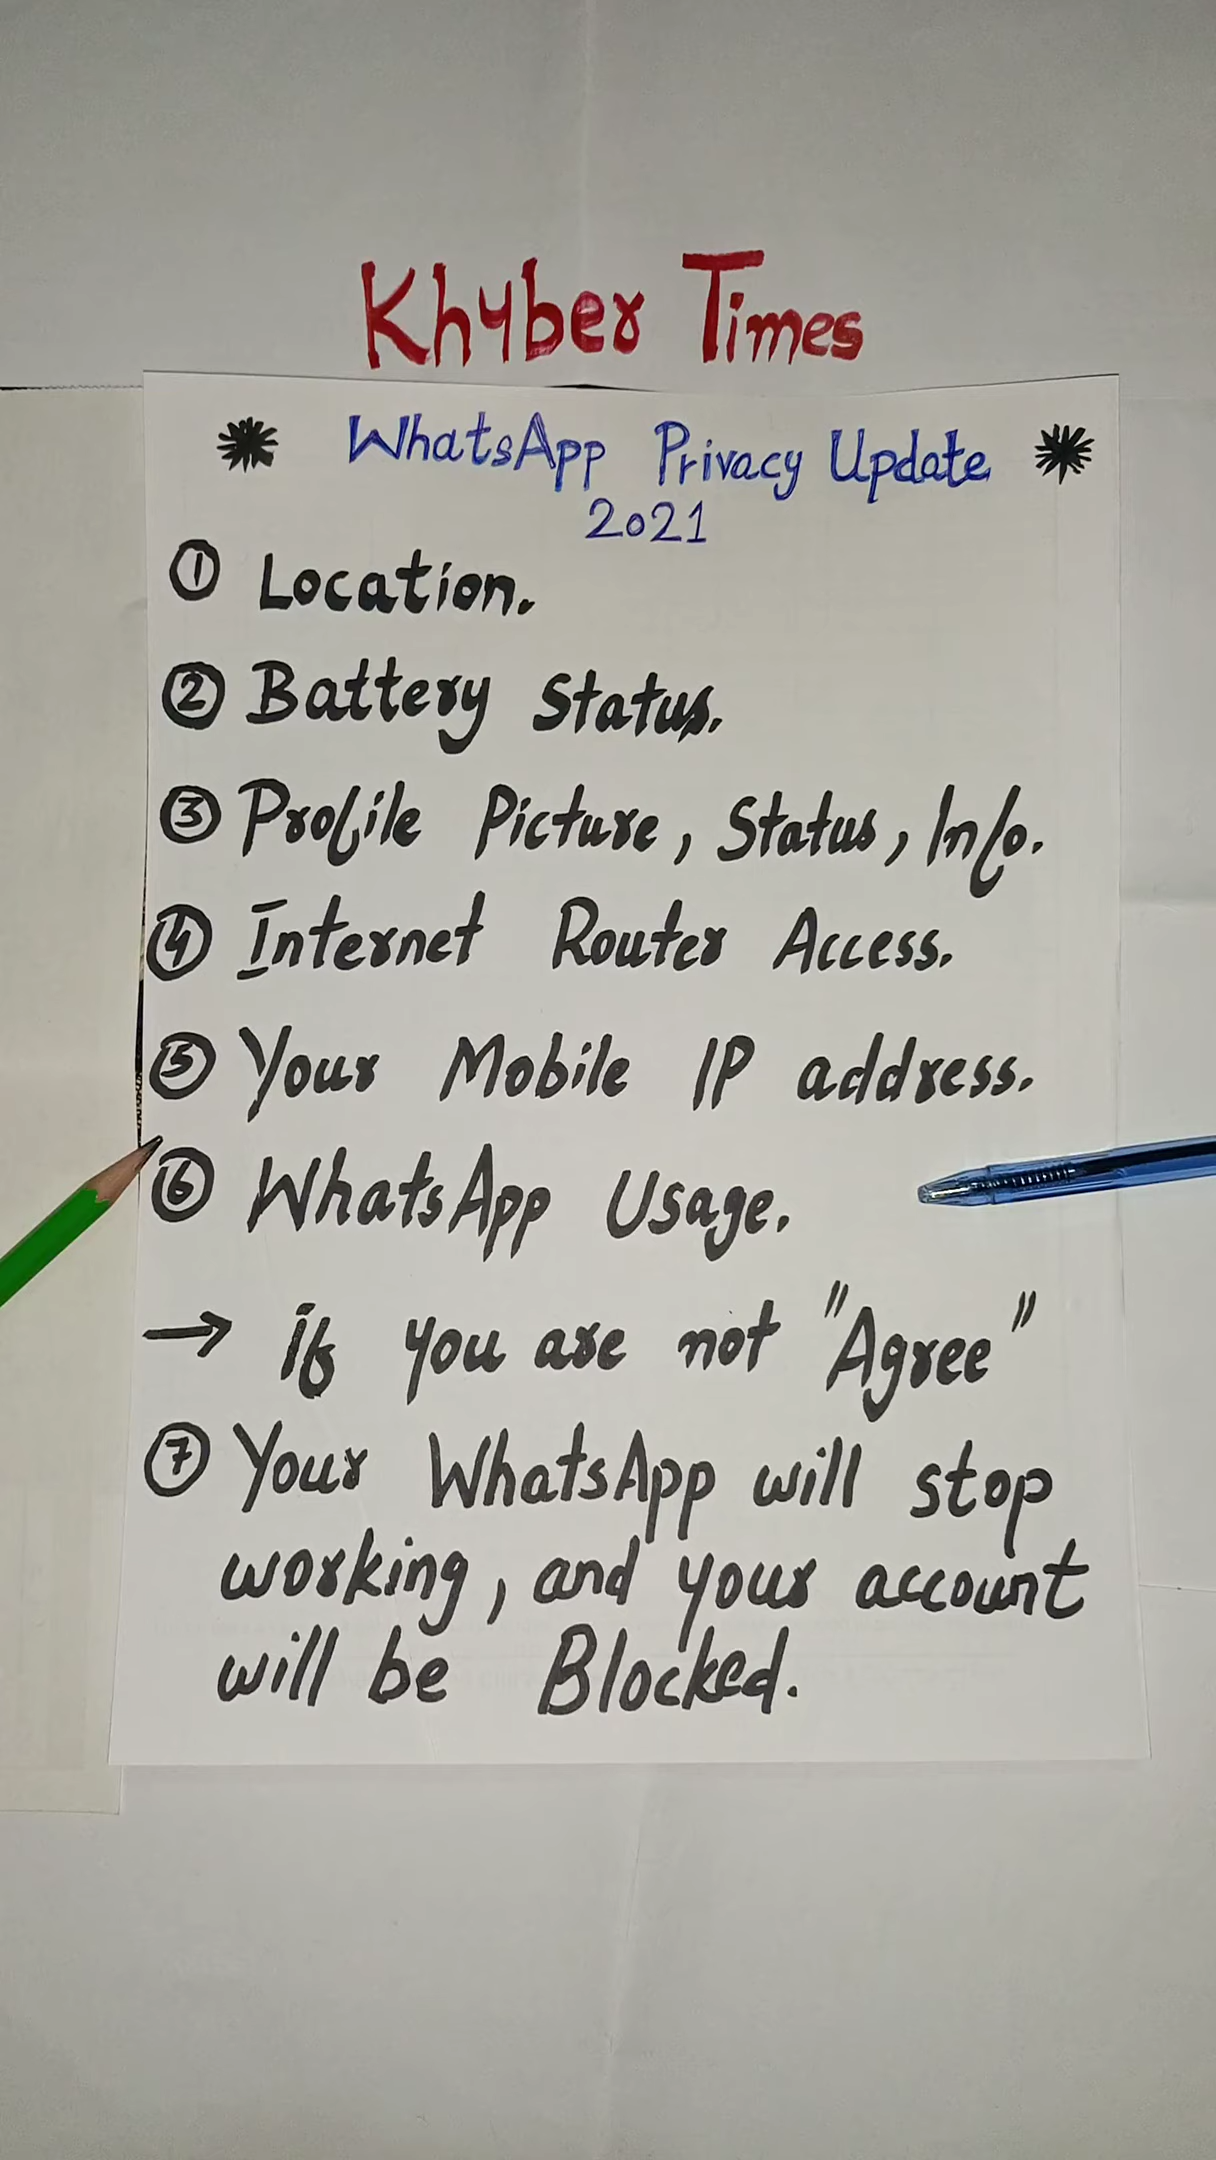 Khyber Times
WhatsApp Privacy Update
2021
① Location.
② Battery Status.
③ Profile Picture, Status, Info.
④ Internet Router Access.
⑤ Your Mobile IP address.
⑥ WhatsApp Usage.
→ if you are not "Agree"
⑦ Your WhatsApp will stop
working, and your account
will be Blocked.